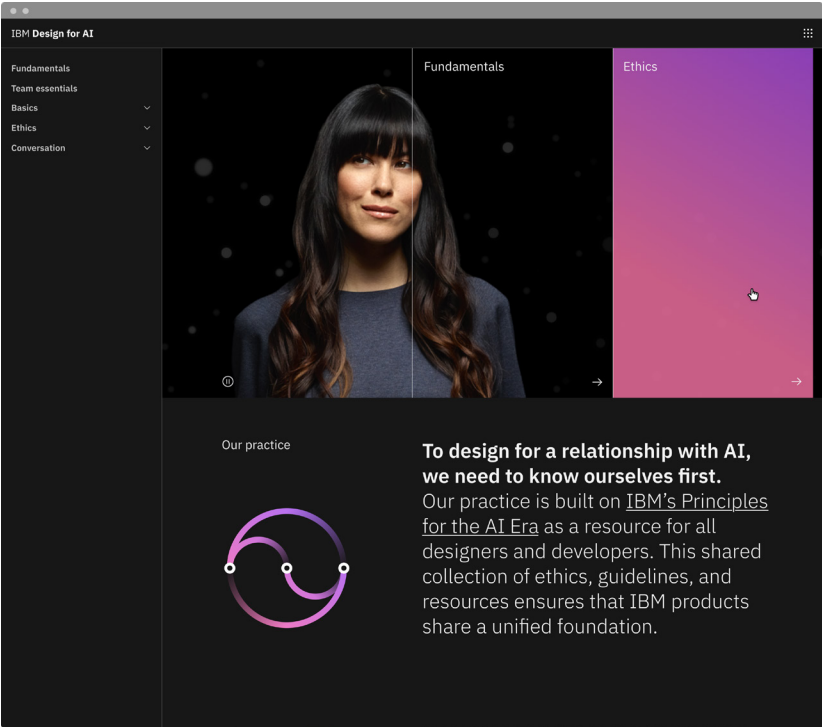 IBM Design for AI
Fundamentals
Team essentials
Basics
Ethics
Conversation
Fundamentals
Ethics
Our practice
To design for a relationship with AI,
we need to know ourselves first.
Our practice is built on IBM’s Principles
for the AI Era as a resource for all
designers and developers. This shared
collection of ethics, guidelines, and
resources ensures that IBM products
share a unified foundation.